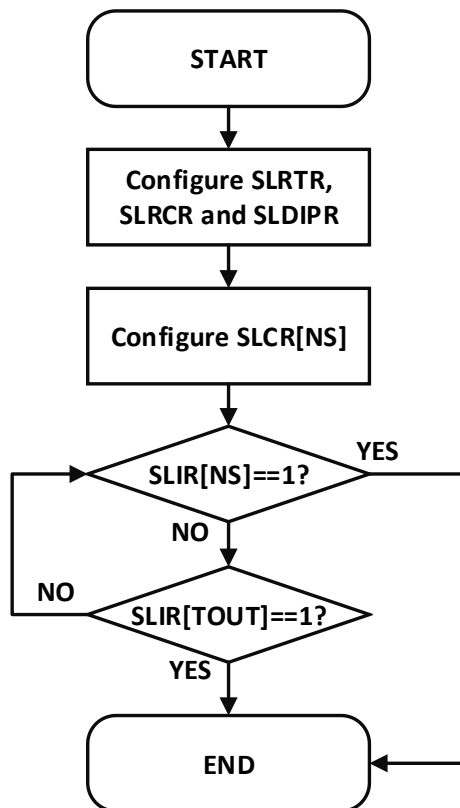 START
Configure SLRTR,
SLRCR and SLDIPR
Configure SLCR[NS]
SLIR[NS]==1?
YES
NO
SLIR[TOUT]==1?
NO
YES
END